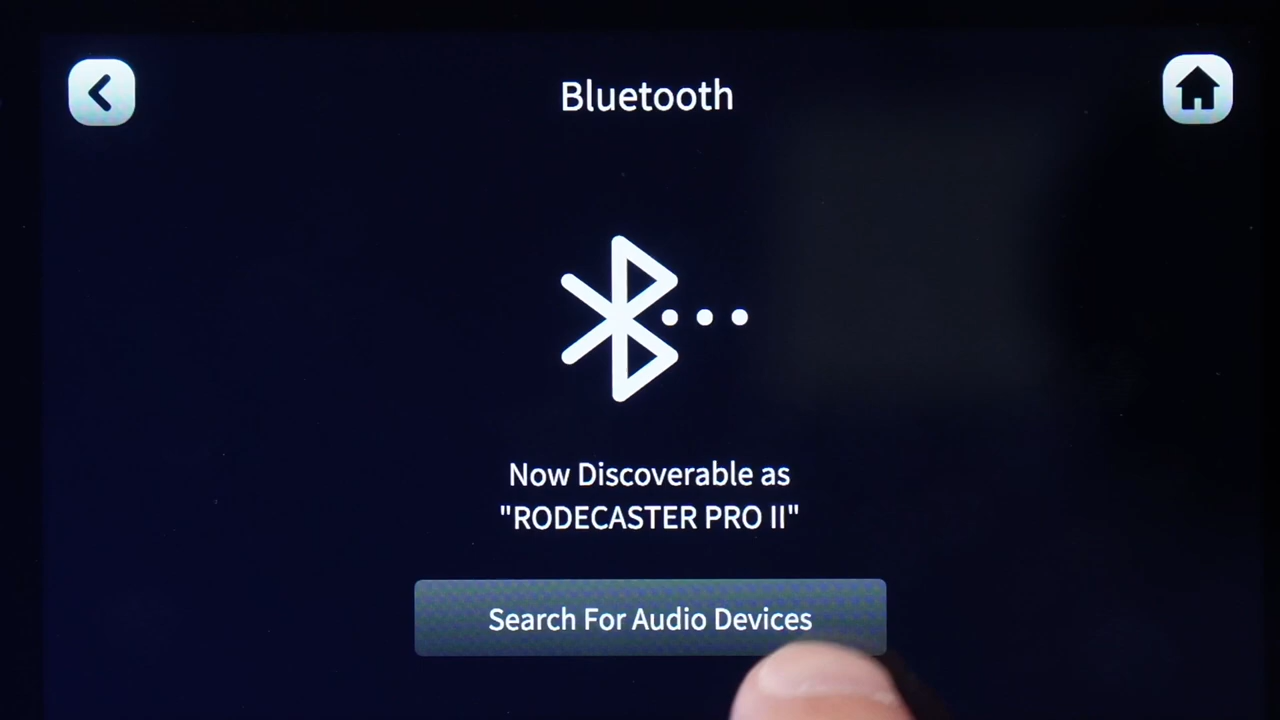 Bluetooth
Now Discoverable as
"RODECASTER PRO II"
Search For Audio Devices